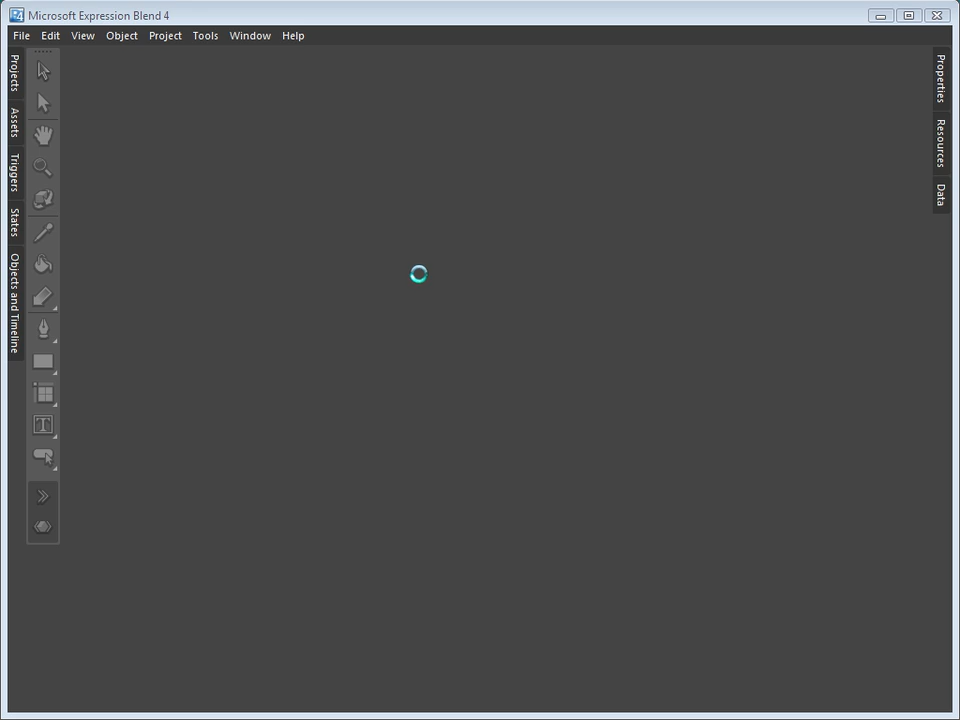 Microsoft Expression Blend 4
File Edit View Object Project Tools Window Help
Projects
Assets
Triggers
States
Objects and Timeline
Properties
Resources
Data